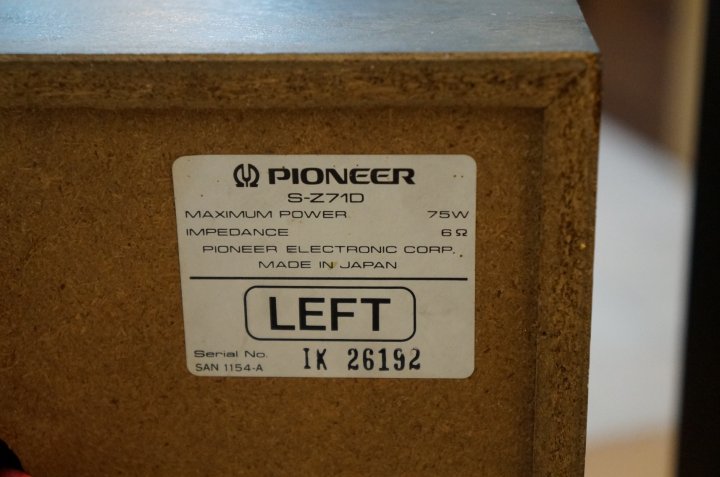 PIONEER
S-Z71D
MAXIMUM POWER 75W
IMPEDANCE 6Ω
PIONEER ELECTRONIC CORP.
MADE IN JAPAN
LEFT
Serial No. IK 26192
SAN 1154-A